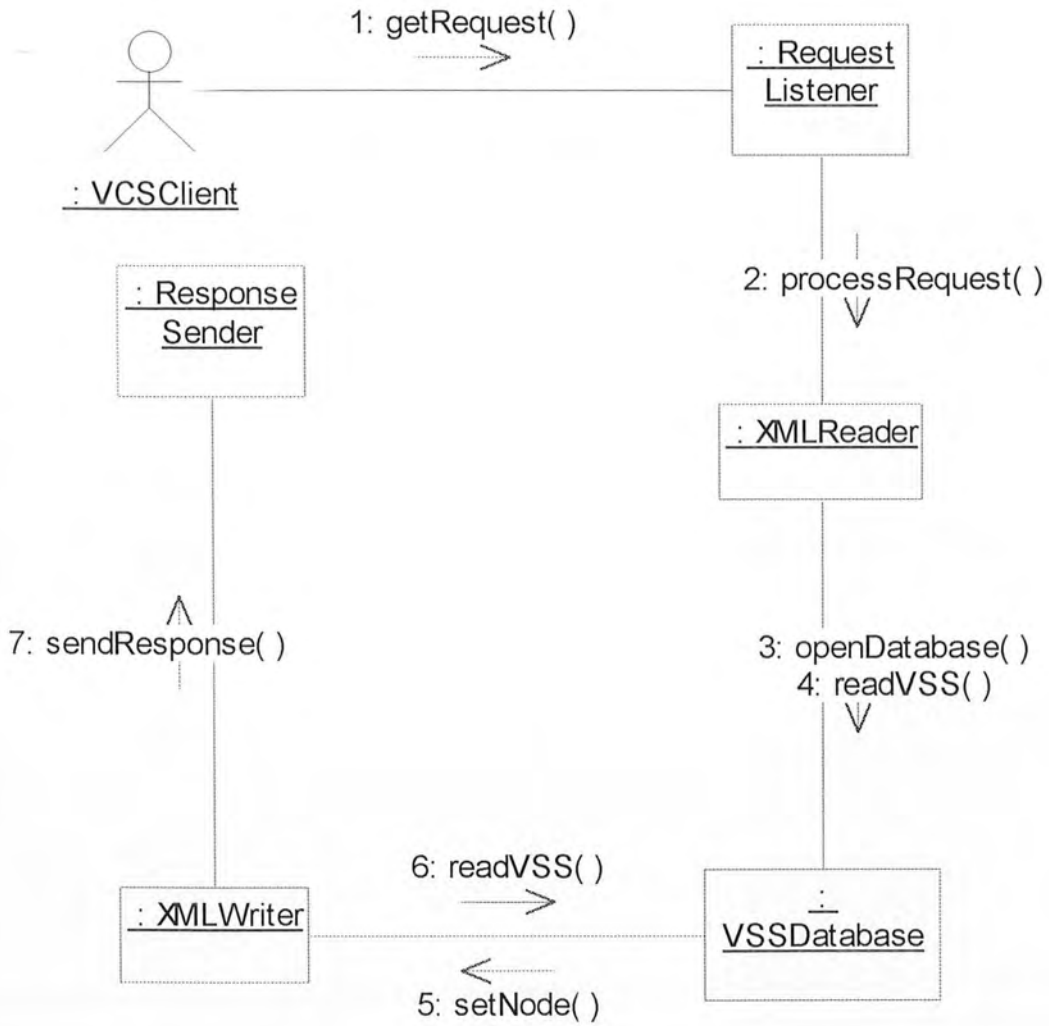 1: getRequest( )
: Request
Listener
: VCSClient
2: processRequest( )
: Response
Sender
: XMLReader
7: sendResponse( )
3: openDatabase( )
4: readVSS( )
6: readVSS( )
: XMLWriter
:
VSSDatabase
5: setNode( )